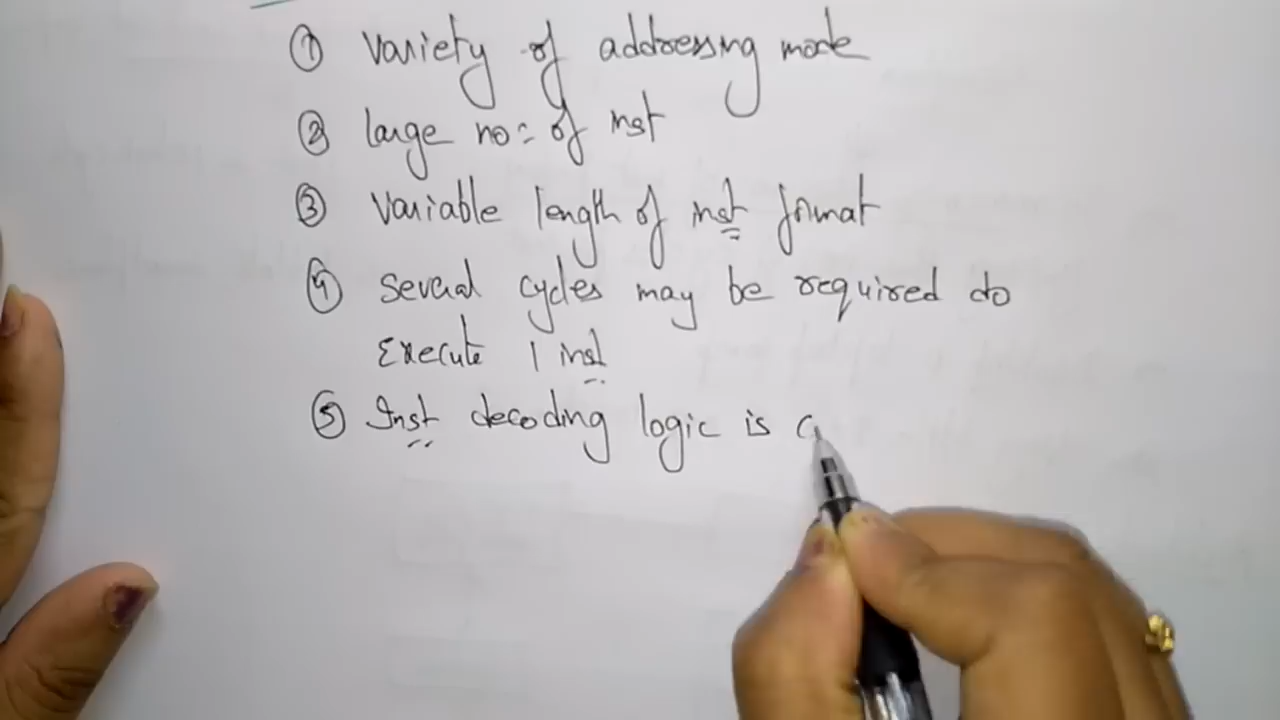 ① Variety of addressing mode
② large no: of inst
③ Variable length of inst format
④ Several cycles may be required to
Execute 1 inst
⑤ Inst decoding logic is c